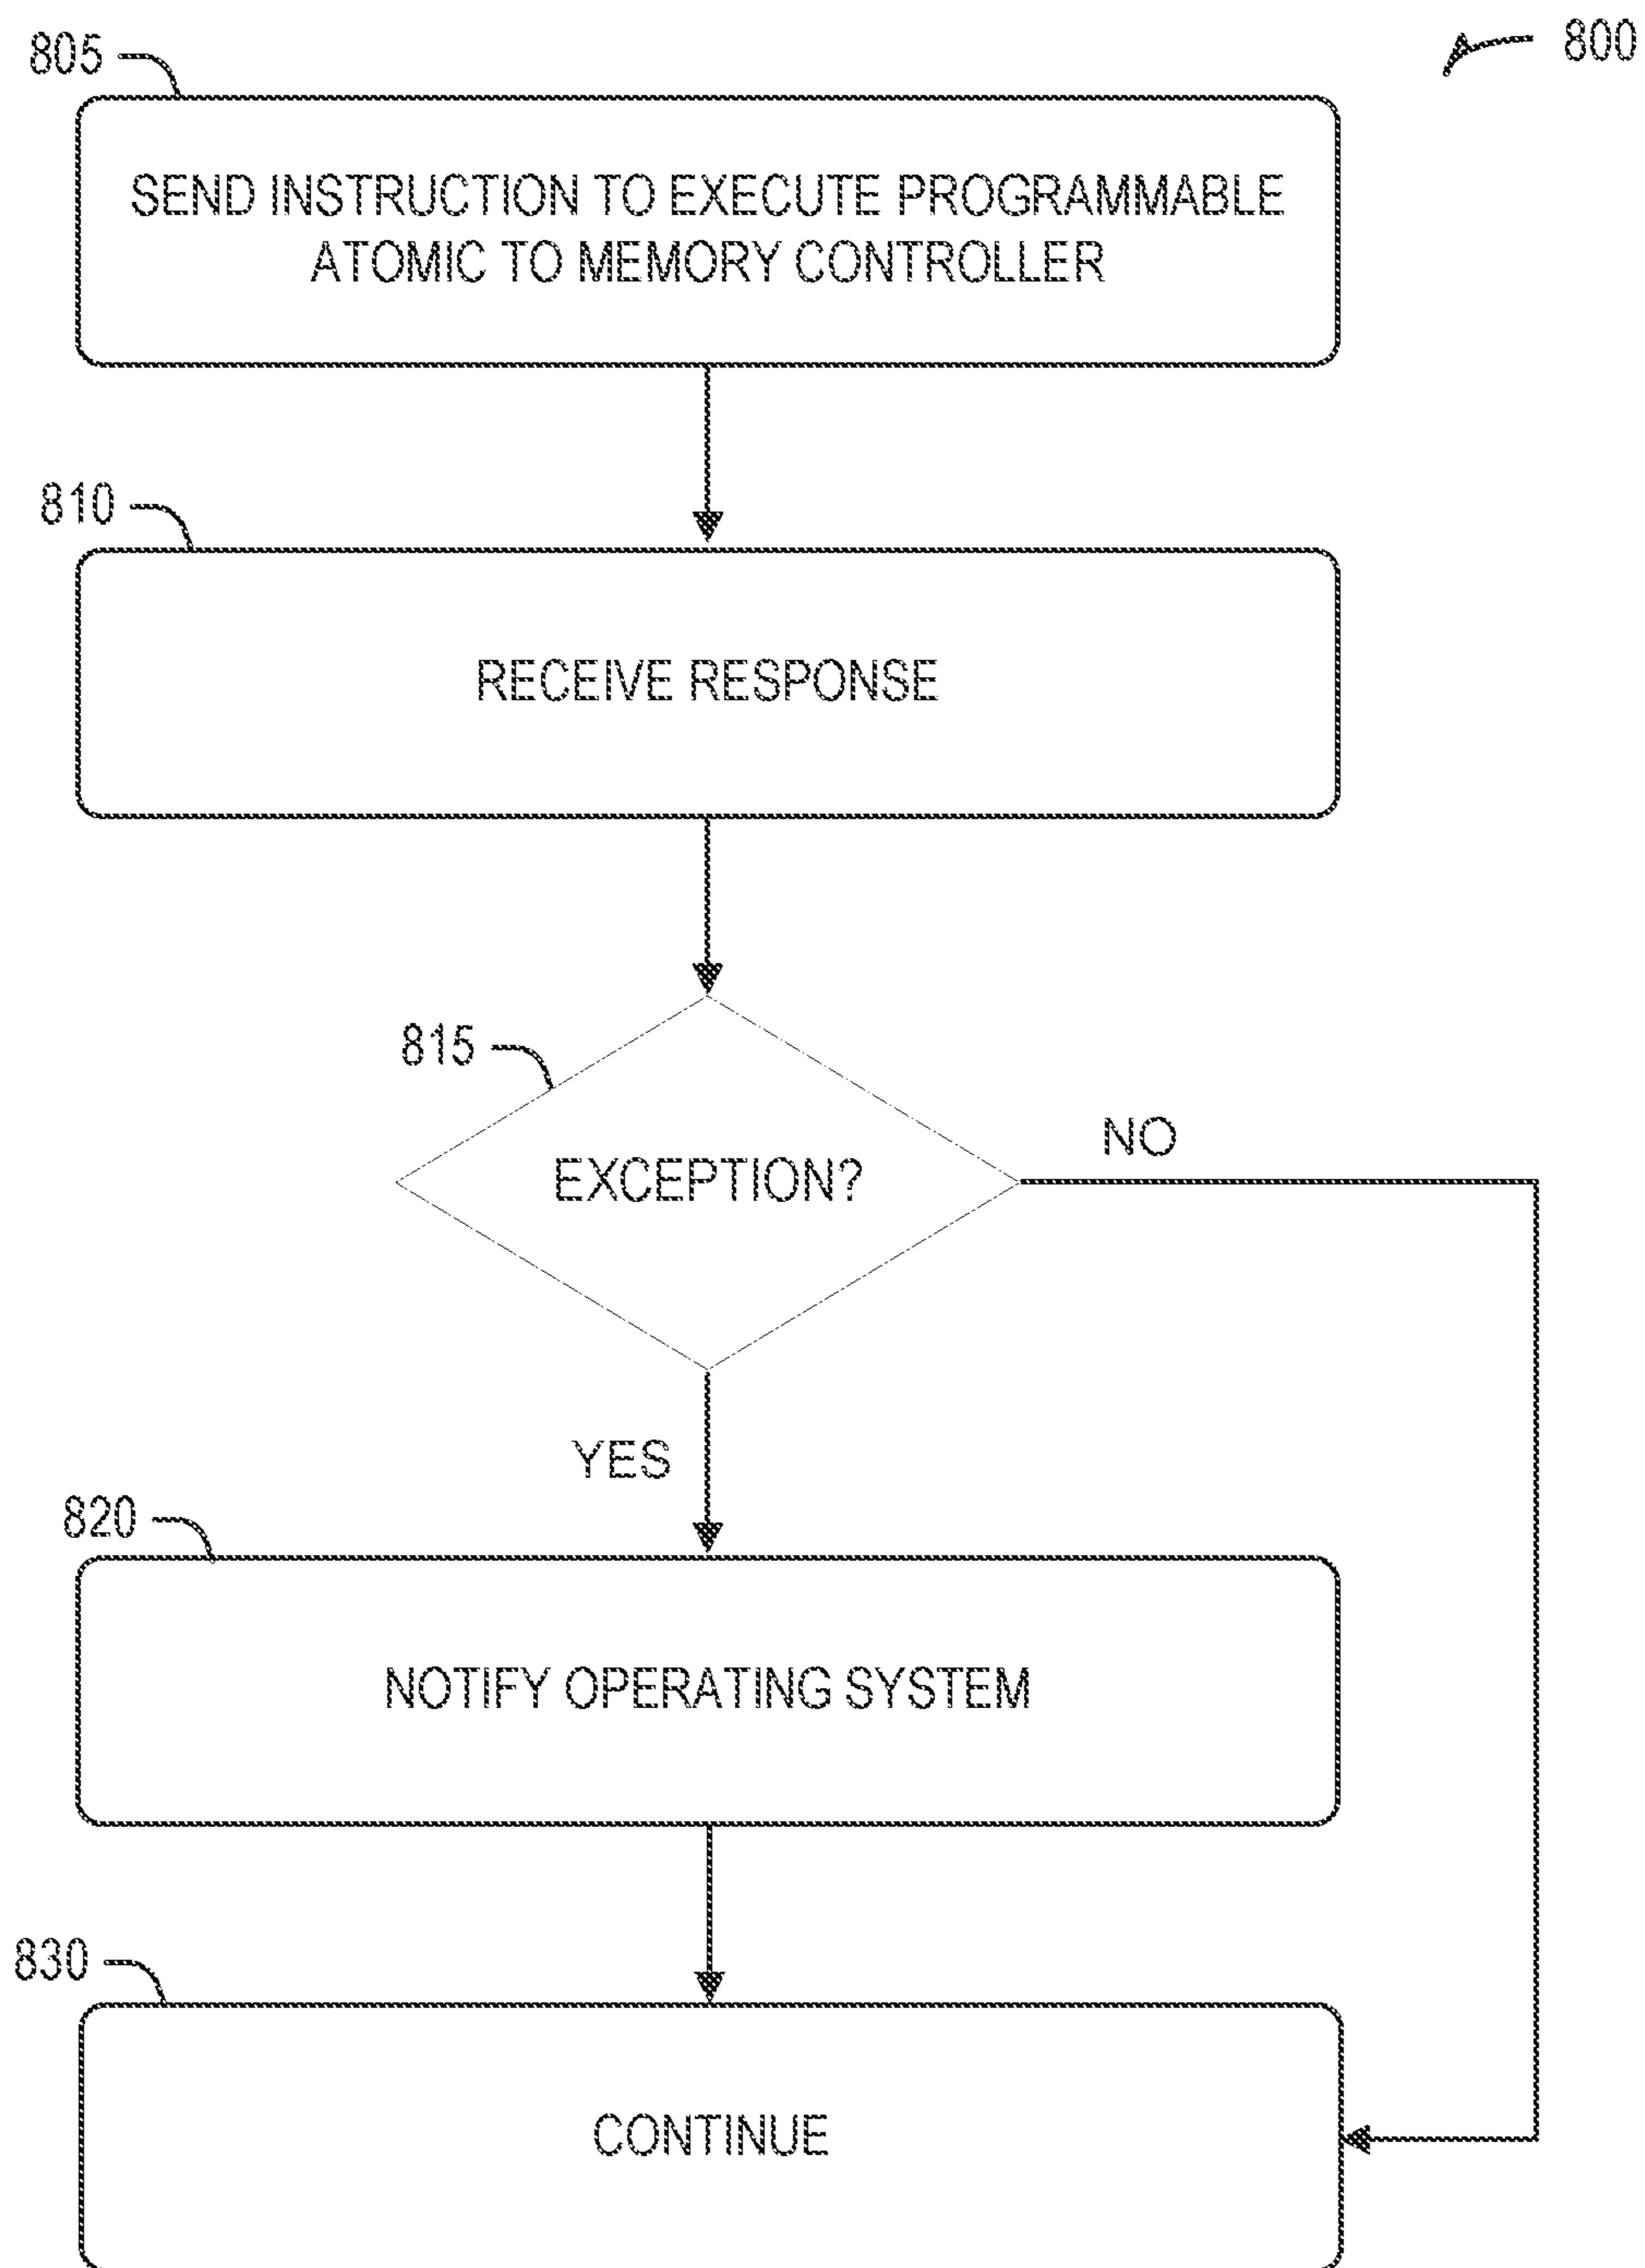 800
805
SEND INSTRUCTION TO EXECUTE PROGRAMMABLE
ATOMIC TO MEMORY CONTROLLER
810
RECEIVE RESPONSE
815
EXCEPTION?
NO
YES
820
NOTIFY OPERATING SYSTEM
830
CONTINUE